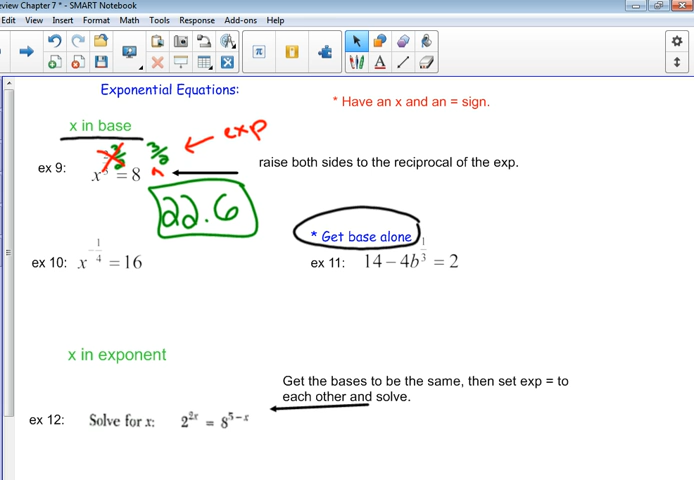 eview Chapter 7 * - SMART Notebook
Edit View Insert Format Math Tools Response Add-ons Help
Exponential Equations:
* Have an x and an = sign.
x in base
exp
3/2
ex 9: x = 8 ^
raise both sides to the reciprocal of the exp.
22.6
* Get base alone
ex 10: x^{-1/4} = 16
ex 11: 14 – 4b^{1/3} = 2
x in exponent
Get the bases to be the same, then set exp = to
each other and solve.
ex 12: Solve for x: 2^{2x} = 8^{5-x}